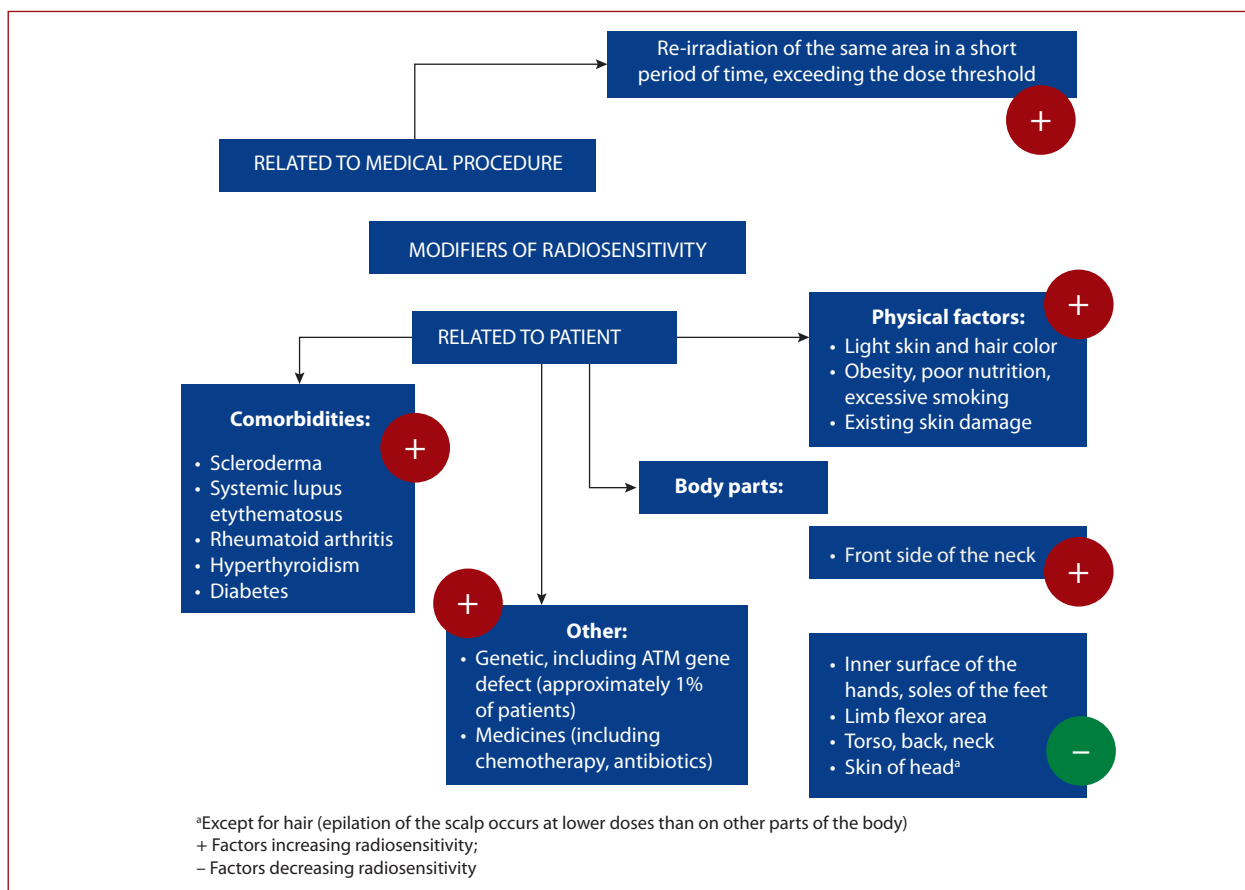 Re-irradiation of the same area in a short
period of time, exceeding the dose threshold
+
RELATED TO MEDICAL PROCEDURE
MODIFIERS OF RADIOSENSITIVITY
RELATED TO PATIENT
+
Physical factors:
• Light skin and hair color
• Obesity, poor nutrition,
excessive smoking
• Existing skin damage
Comorbidities:
+
• Scleroderma
• Systemic lupus
etythematosus
• Rheumatoid arthritis
• Hyperthyroidism
• Diabetes
Body parts:
• Front side of the neck
+
+
Other:
• Genetic, including ATM gene
defect (approximately 1%
of patients)
• Medicines (including
chemotherapy, antibiotics)
• Inner surface of the
hands, soles of the feet
• Limb flexor area
• Torso, back, neck
• Skin of headᵃ
–
ᵃExcept for hair (epilation of the scalp occurs at lower doses than on other parts of the body)
+ Factors increasing radiosensitivity;
– Factors decreasing radiosensitivity